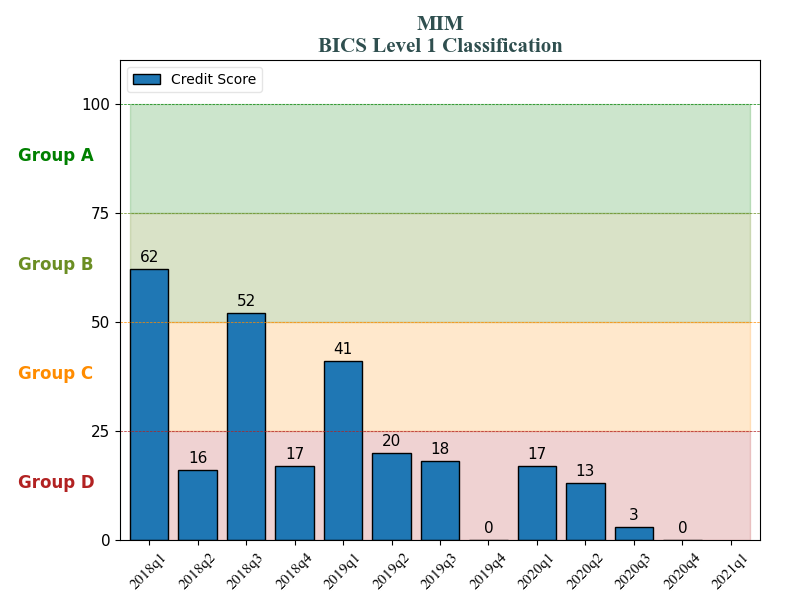 MIM
BICS Level 1 Classification
Credit Score
100
Group A
75
Group B
62
52
50
41
Group C
25
20
18
17
17
16
13
Group D
3
0
0
0
2018q1
2018q2
2018q3
2018q4
2019q1
2019q2
2019q3
2019q4
2020q1
2020q2
2020q3
2020q4
2021q1